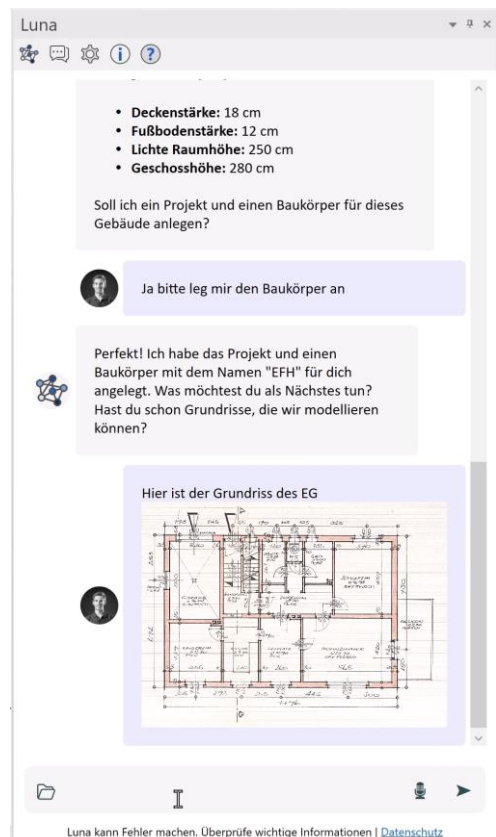 Luna
• Deckenstärke: 18 cm
• Fußbodenstärke: 12 cm
• Lichte Raumhöhe: 250 cm
• Geschosshöhe: 280 cm
Soll ich ein Projekt und einen Baukörper für dieses
Gebäude anlegen?
Ja bitte leg mir den Baukörper an
Perfekt! Ich habe das Projekt und einen
Baukörper mit dem Namen "EFH" für dich
angelegt. Was möchtest du als Nächstes tun?
Hast du schon Grundrisse, die wir modellieren
können?
Hier ist der Grundriss des EG
Luna kann Fehler machen. Überprüfe wichtige Informationen | Datenschutz